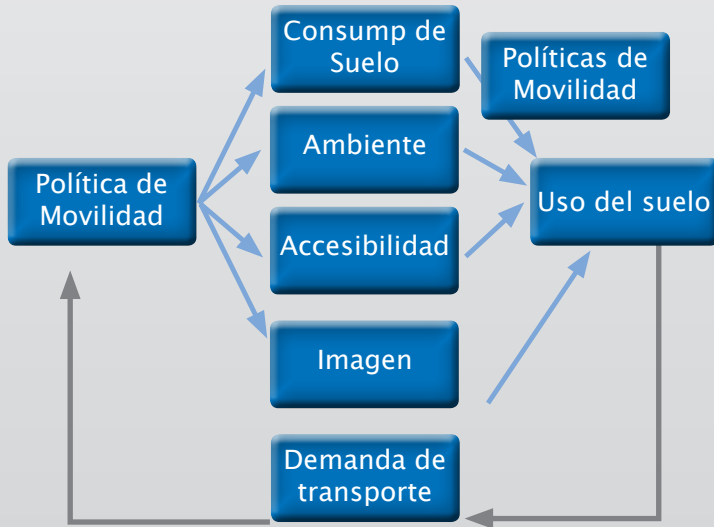 Consump de
Suelo
Políticas de
Movilidad
Ambiente
Política de
Movilidad
Uso del suelo
Accesibilidad
Imagen
Demanda de
transporte